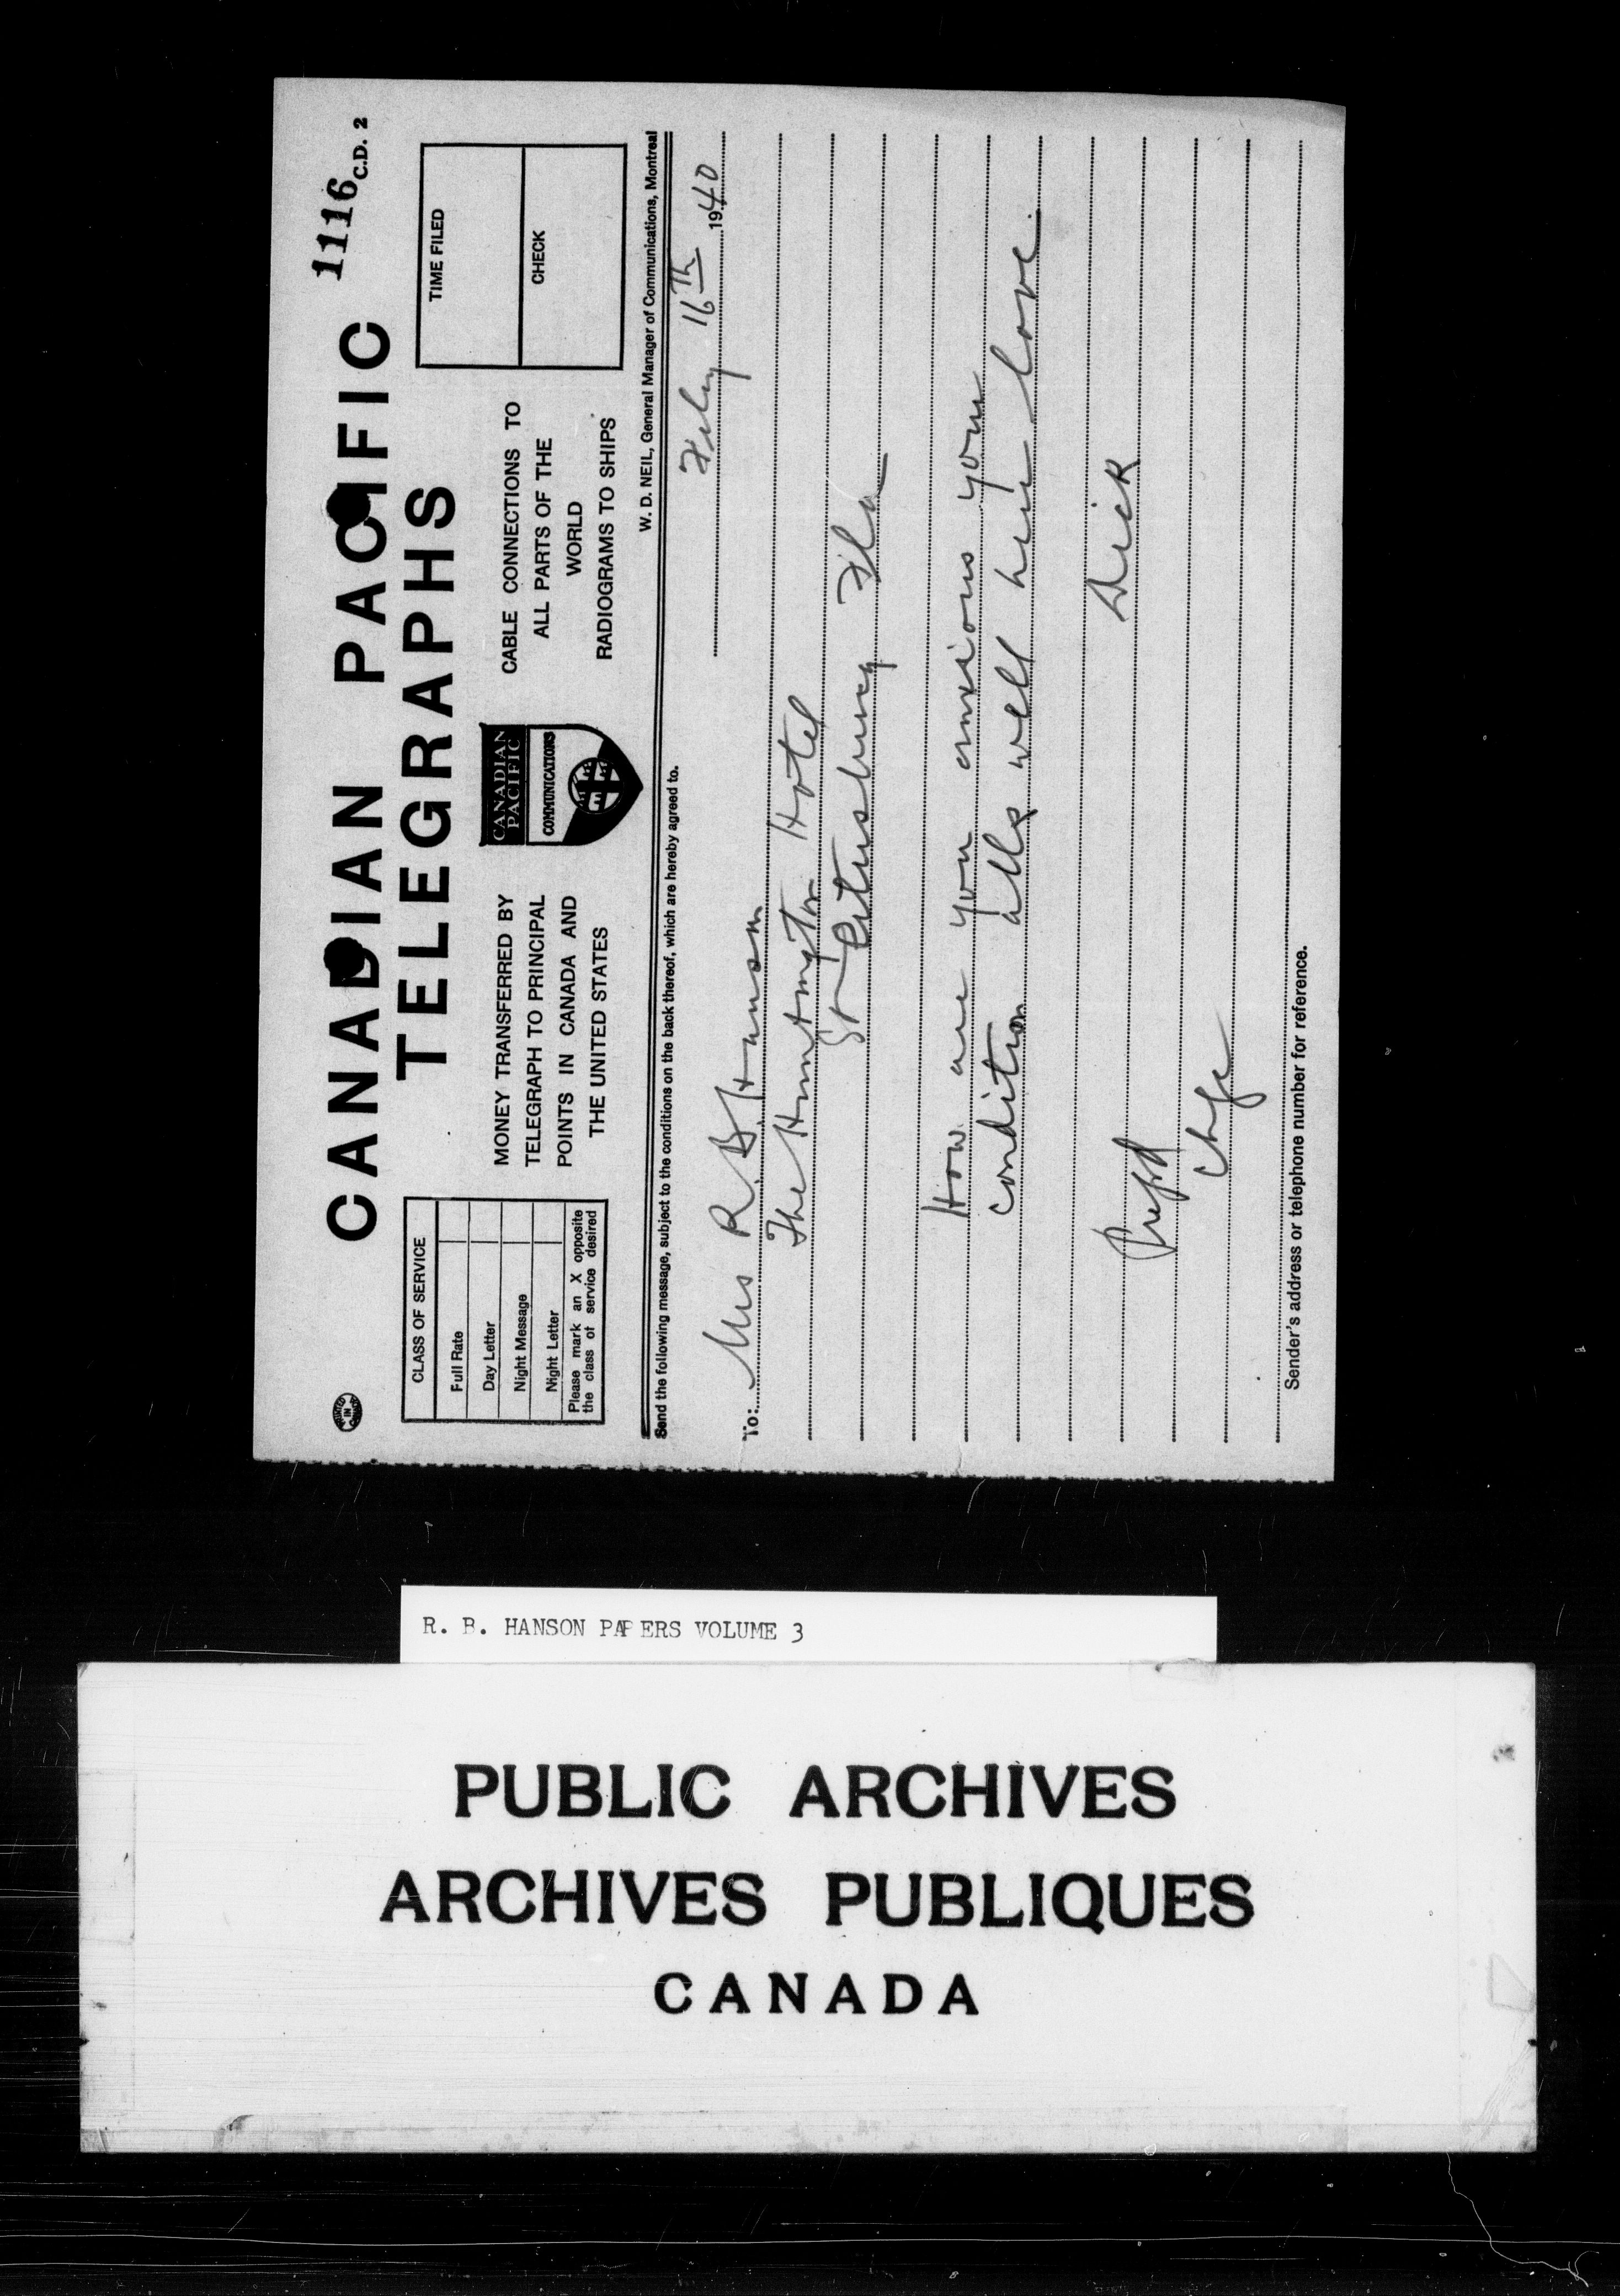 CANADIAN PACIFIC
TELEGRAPHS
1116
C.D. 2
CLASS OF SERVICE
Full Rate
Day Letter
Night Message
Night Letter
Please mark an X opposite
the class of service desired
MONEY TRANSFERRED BY
TELEGRAPH TO PRINCIPAL
POINTS IN CANADA AND
THE UNITED STATES
CANADIAN
PACIFIC
COMMUNICATIONS
CABLE CONNECTIONS TO
ALL PARTS OF THE
WORLD
RADIOGRAMS TO SHIPS
TIME FILED
CHECK
W. D. NEIL, General Manager of Communications, Montreal
Send the following message, subject to the conditions on the back thereof, which are hereby agreed to.
Feby 16th 1940
To: Mrs R. B. Hanson
The Huntington Hotel
St Petersburg Fla
How are you anxious your
condition alls well here love.
Dick
Prepd
chge
Sender's address or telephone number for reference.
R. B. HANSON PAPERS VOLUME 3
PUBLIC ARCHIVES
ARCHIVES PUBLIQUES
CANADA